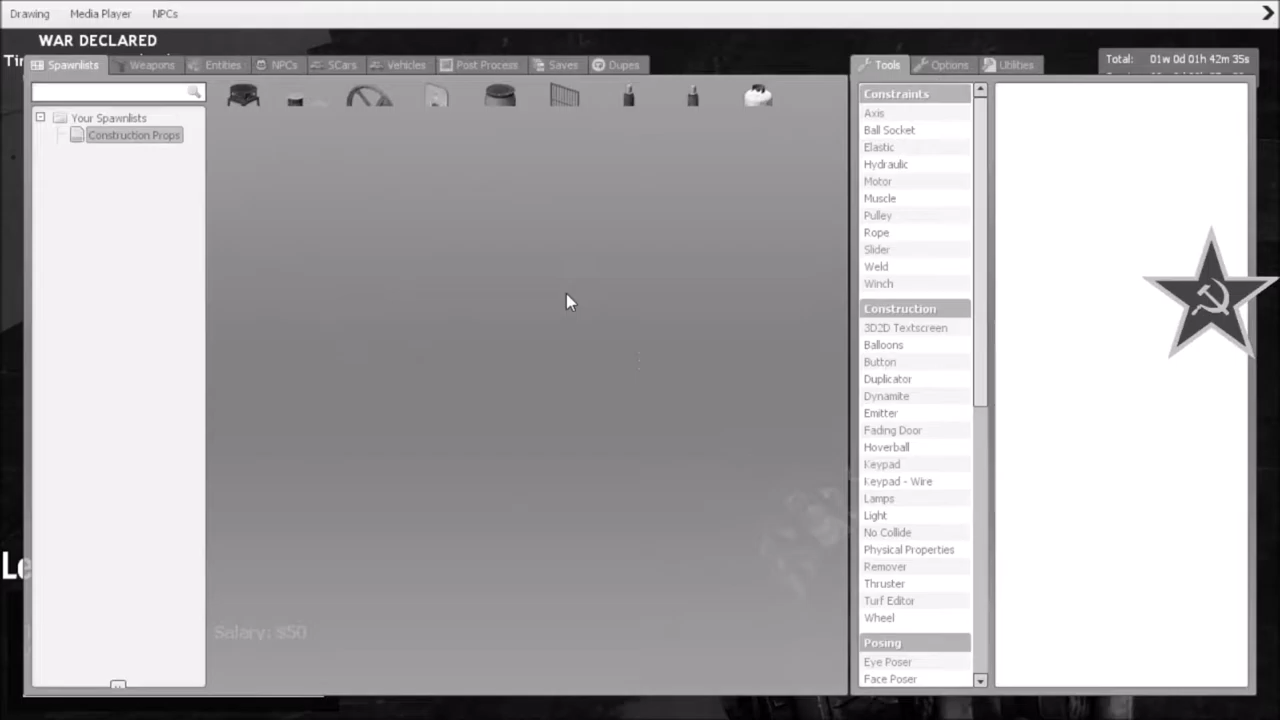 Drawing Media Player NPCs
WAR DECLARED
Spawnlists Weapons Entities NPCs SCars Vehicles Post Process Saves Dupes
Tools Options Utilities
Total: 01w 0d 01h 42m 35s
Your Spawnlists
Construction Props
Constraints
Axis
Ball Socket
Elastic
Hydraulic
Motor
Muscle
Pulley
Rope
Slider
Weld
Winch
Construction
3D2D Textscreen
Balloons
Button
Duplicator
Dynamite
Emitter
Fading Door
Hoverball
Keypad
Keypad - Wire
Lamps
Light
No Collide
Physical Properties
Remover
Thruster
Turf Editor
Wheel
Posing
Eye Poser
Face Poser
Salary: $50